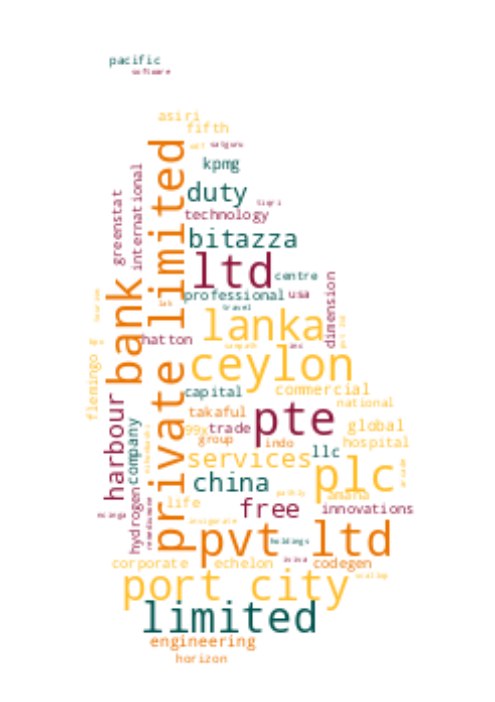 pacific
software
asiri
fifth
kpmg
duty
technology
bitazza
ltd
centre
professional
usa
travel
lanka
hatton
ceylon
capital
commercial
national
takaful
pte
99x
trade
global
group
indo
hospital
services
llc
plc
china
amana
life
free
innovations
pvt ltd
holdings
corporate
echelon
codegen
port city
limited
engineering
horizon
private limited
bank
harbour
international
greenstat
flemingo
company
hydrogen
dimension